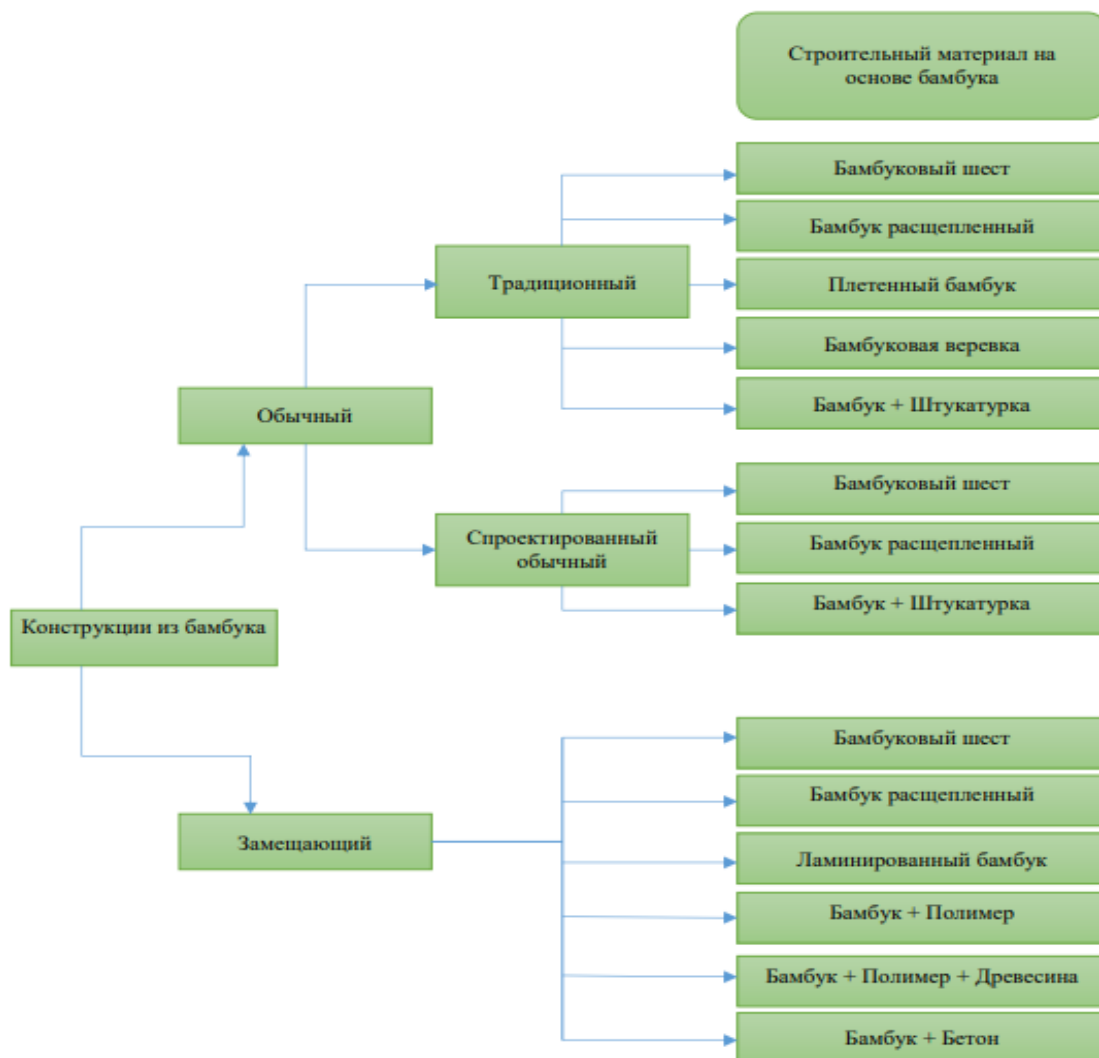 Строительный материал на
основе бамбука
Бамбуковый шест
Бамбук расщепленный
Традиционный
Плетенный бамбук
Бамбуковая веревка
Обычный
Бамбук + Штукатурка
Бамбуковый шест
Спроектированный
обычный
Бамбук расщепленный
Бамбук + Штукатурка
Конструкции из бамбука
Бамбуковый шест
Бамбук расщепленный
Замещающий
Ламинированный бамбук
Бамбук + Полимер
Бамбук + Полимер + Древесина
Бамбук + Бетон